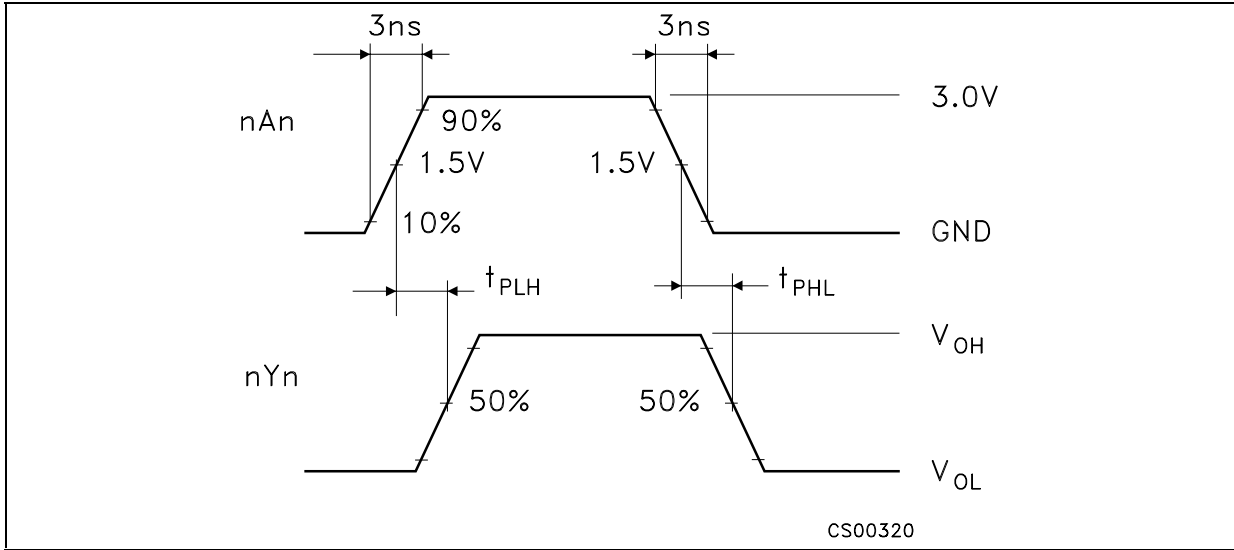 3ns 3ns
3.0V
nAn 90%
1.5V 1.5V
10%
GND
tPLH tPHL
VOH
nYn
50% 50%
VOL
CS00320